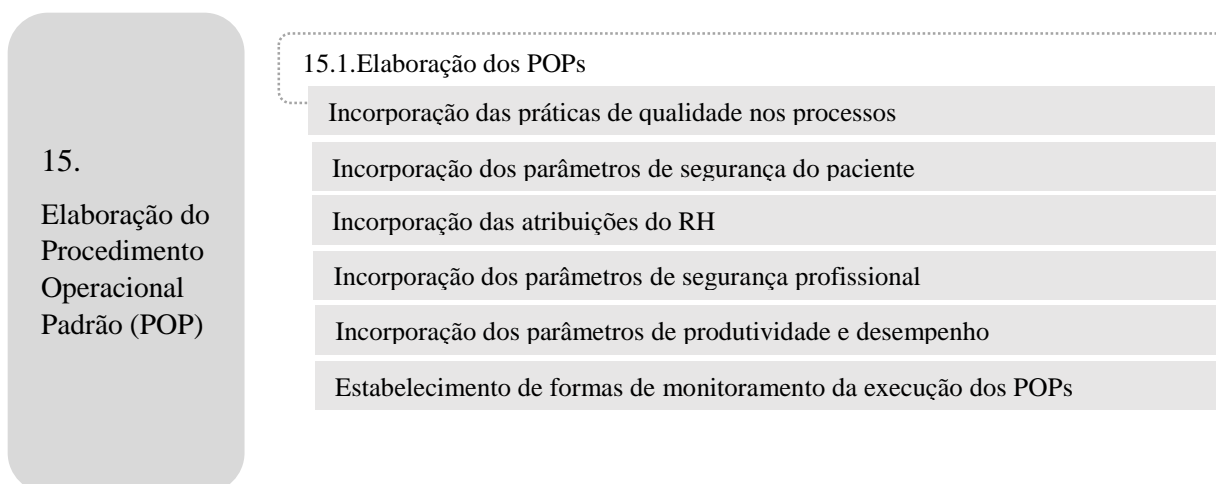 15.
Elaboração do
Procedimento
Operacional
Padrão (POP)
15.1.Elaboração dos POPs
Incorporação das práticas de qualidade nos processos
Incorporação dos parâmetros de segurança do paciente
Incorporação das atribuições do RH
Incorporação dos parâmetros de segurança profissional
Incorporação dos parâmetros de produtividade e desempenho
Estabelecimento de formas de monitoramento da execução dos POPs